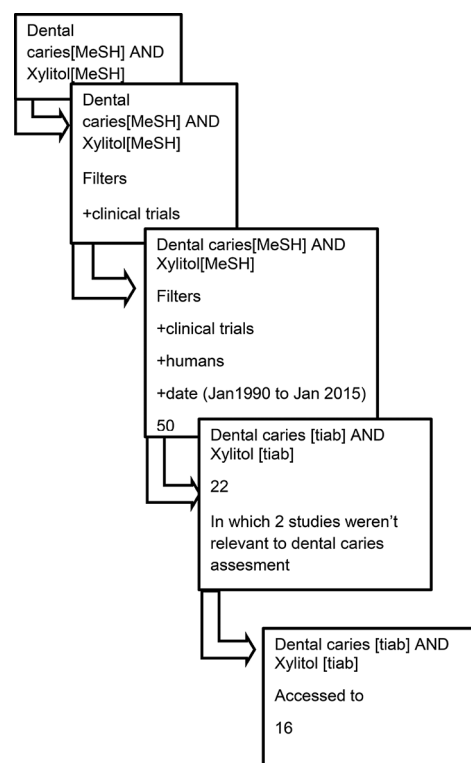 Dental
caries[MeSH] AND
Xylitol[MeSH]
Dental
caries[MeSH] AND
Xylitol[MeSH]
Filters
+clinical trials
Dental caries[MeSH] AND
Xylitol[MeSH]
Filters
+clinical trials
+humans
+date (Jan1990 to Jan 2015)
50
Dental caries [tiab] AND
Xylitol [tiab]
22
In which 2 studies weren’t
relevant to dental caries
assesment
Dental caries [tiab] AND
Xylitol [tiab]
Accessed to
16